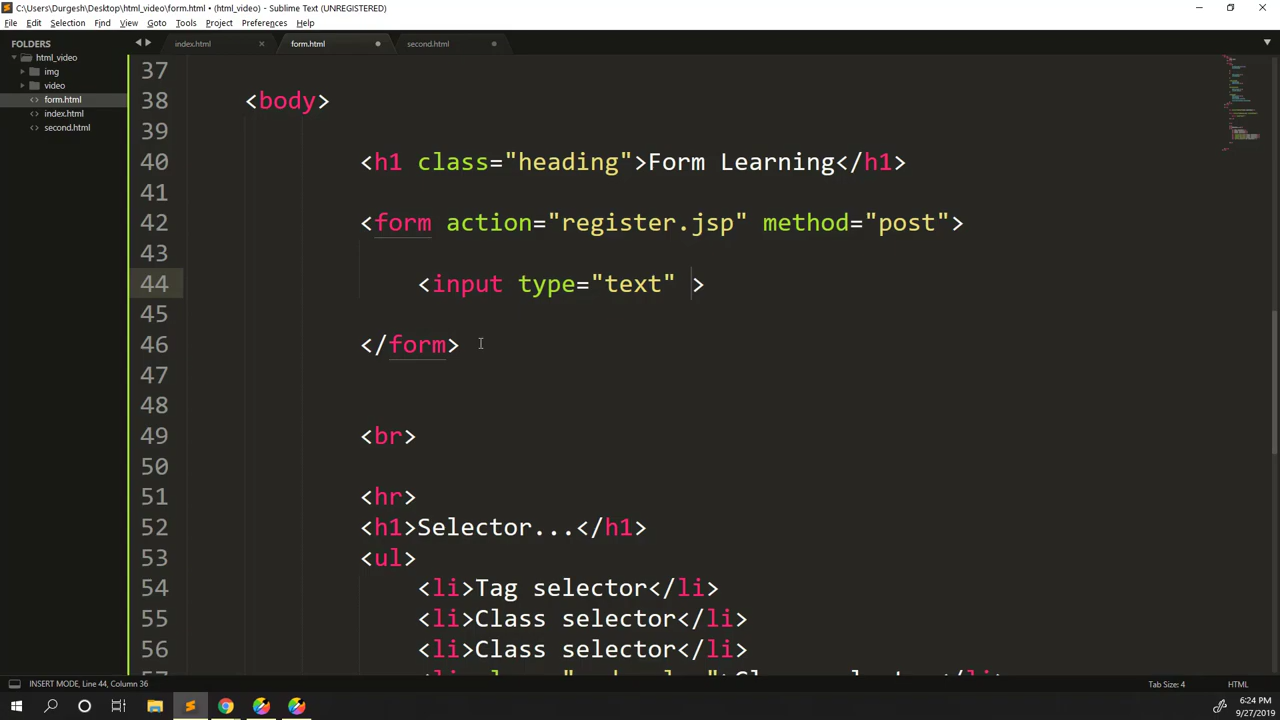 C:\Users\Durgesh\Desktop\html_video\form.html • (html_video) - Sublime Text (UNREGISTERED)
File Edit Selection Find View Goto Tools Project Preferences Help
FOLDERS
html_video
img
video
form.html
index.html
second.html
index.html
form.html
second.html
37
38 <body>
39
40 <h1 class="heading">Form Learning</h1>
41
42 <form action="register.jsp" method="post">
43
44 <input type="text" >
45
46 </form>
47
48
49 <br>
50
51 <hr>
52 <h1>Selector...</h1>
53 <ul>
54 <li>Tag selector</li>
55 <li>Class selector</li>
56 <li>Class selector</li>
57
INSERT MODE, Line 44, Column 36
Tab Size: 4
HTML
6:24 PM
9/27/2019